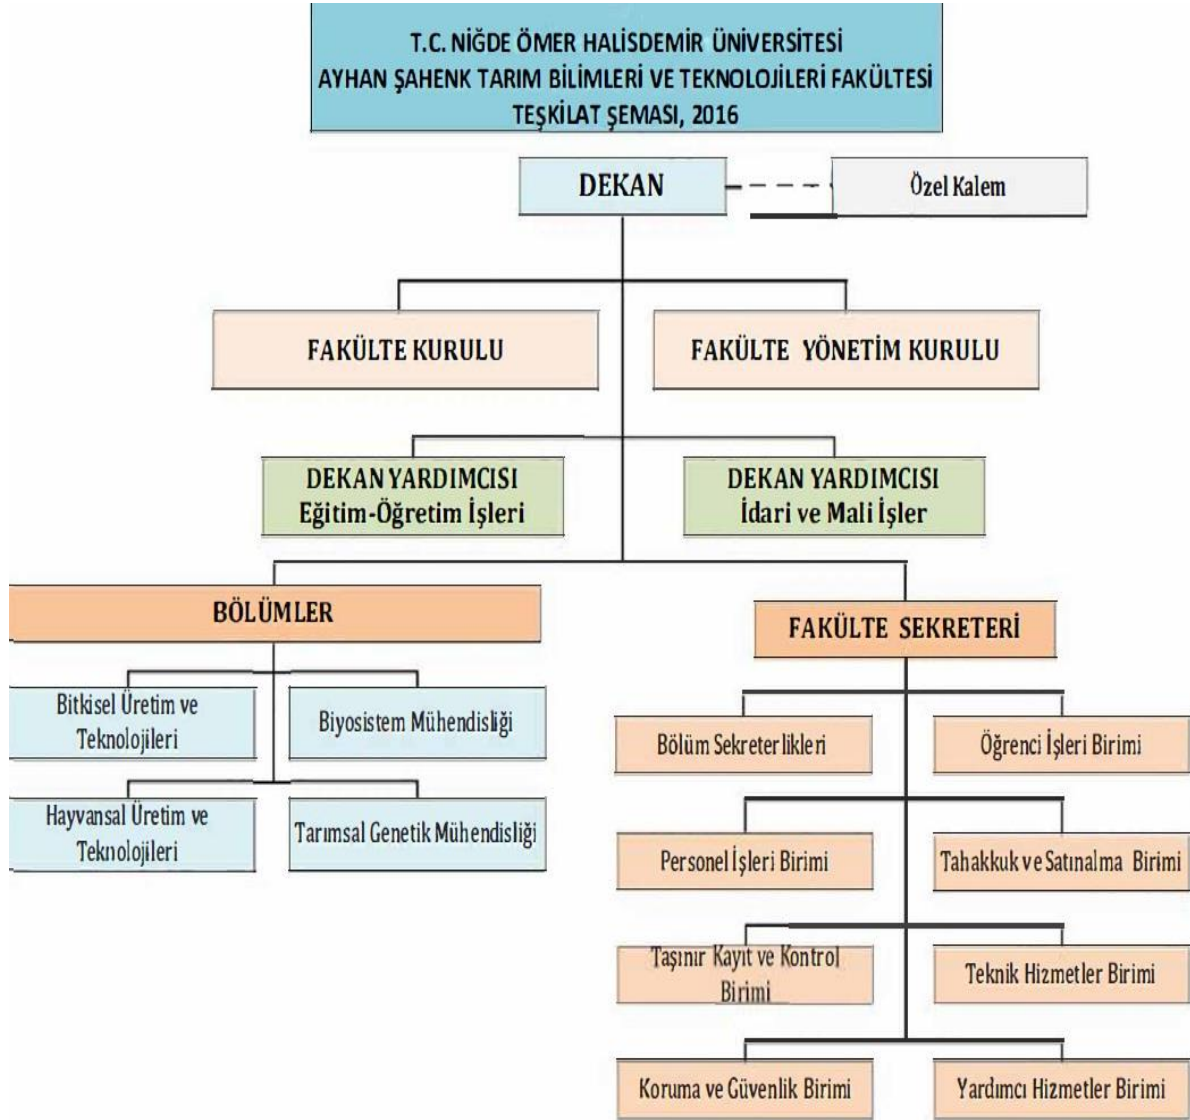 T.C. NİĞDE ÖMER HALİSDEMİR ÜNİVERSİTESİ
AYHAN ŞAHENK TARIM BİLİMLERİ VE TEKNOLOJİLERİ FAKÜLTESİ
TEŞKİLAT ŞEMASI, 2016
DEKAN
Özel Kalem
FAKÜLTE KURULU
FAKÜLTE YÖNETİM KURULU
DEKAN YARDIMCISI
Eğitim-Öğretim İşleri
DEKAN YARDIMCISI
İdari ve Mali İşler
BÖLÜMLER
FAKÜLTE SEKRETERİ
Bitkisel Üretim ve
Teknolojileri
Biyosistem Mühendisliği
Hayvansal Üretim ve
Teknolojileri
Tarımsal Genetik Mühendisliği
Bölüm Sekreterlikleri
Öğrenci İşleri Birimi
Personel İşleri Birimi
Tahakkuk ve Satınalma Birimi
Taşınır Kayıt ve Kontrol
Birimi
Teknik Hizmetler Birimi
Koruma ve Güvenlik Birimi
Yardımcı Hizmetler Birimi